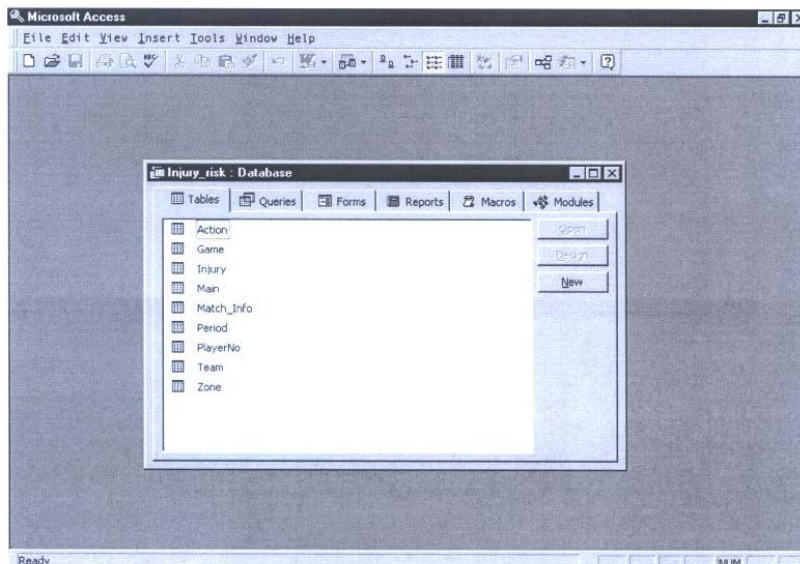 Microsoft Access
File Edit View Insert Tools Window Help
Injury_risk : Database
Tables Queries Forms Reports Macros Modules
Action
Game
Injury
Main
Match_Info
Period
PlayerNo
Team
Zone
Open
Design
New
Ready NUM